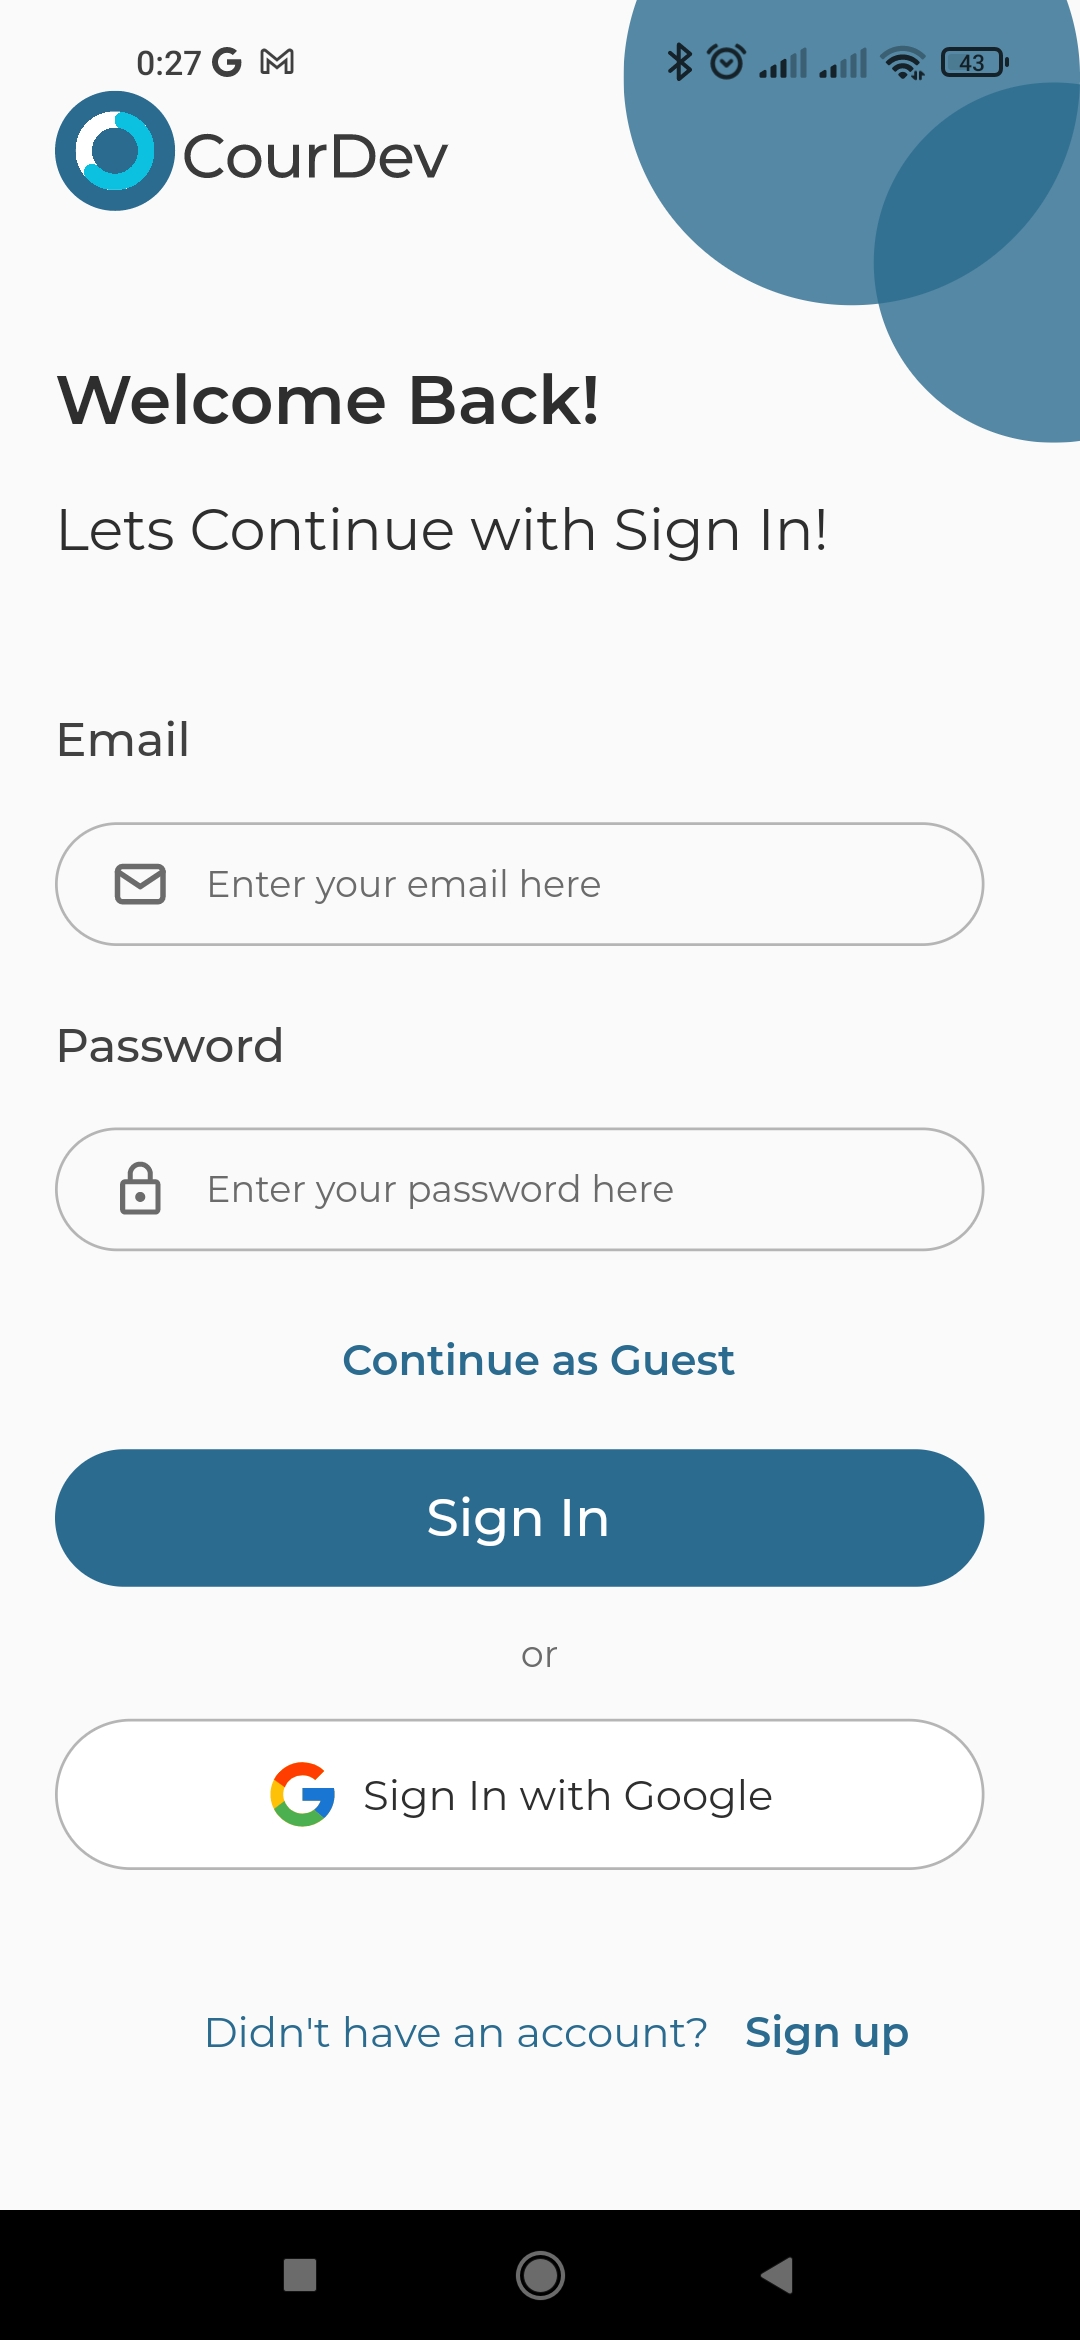 0:27
43
CourDev
Welcome Back!
Lets Continue with Sign In!
Email
Enter your email here
Password
Enter your password here
Continue as Guest
Sign In
or
Sign In with Google
Didn't have an account? Sign up